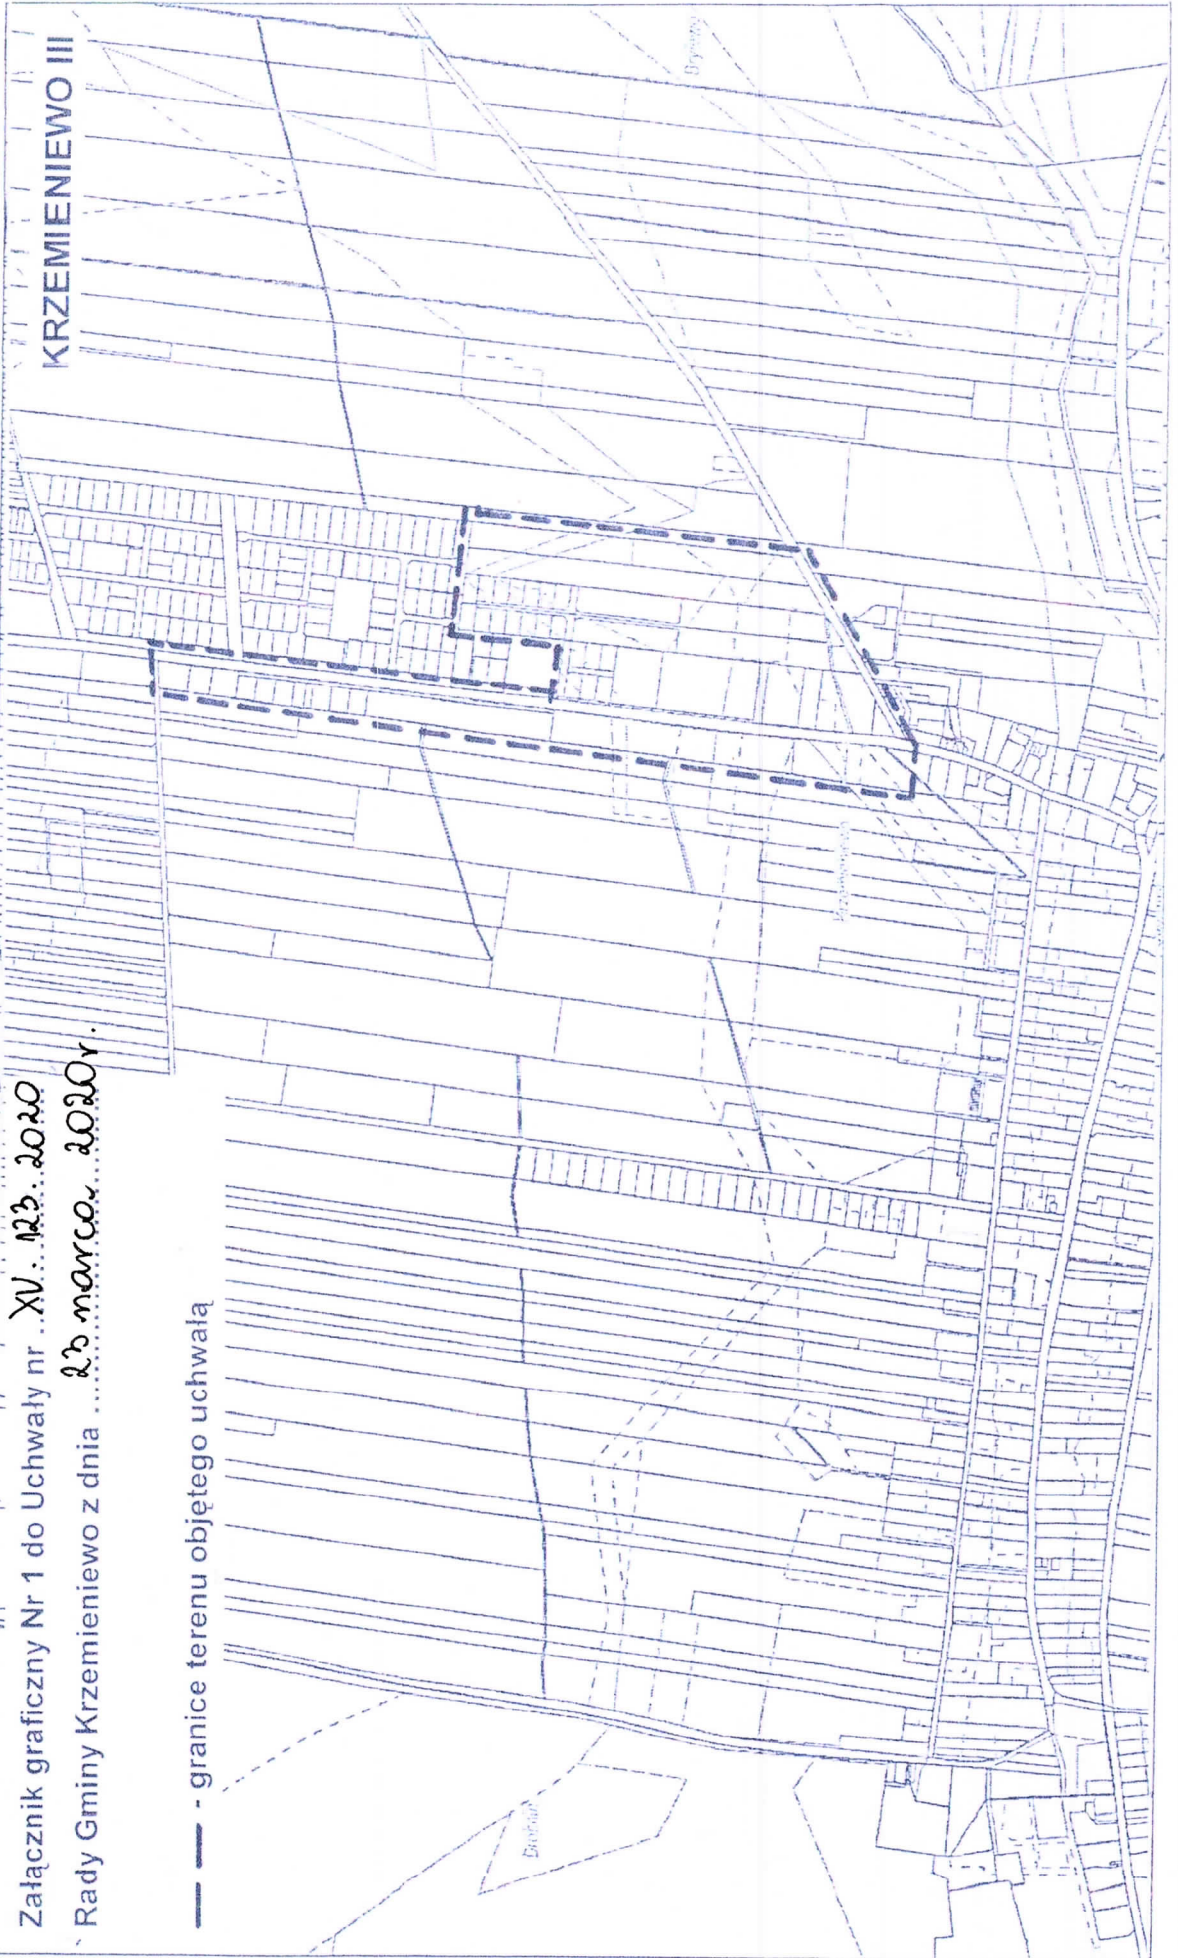 Załącznik graficzny Nr 1 do Uchwały nr ...XV...123...2020
Rady Gminy Krzemieniewo z dnia ...23 marca 2020r.
KRZEMIENIEWO III
- granice terenu objętego uchwałą